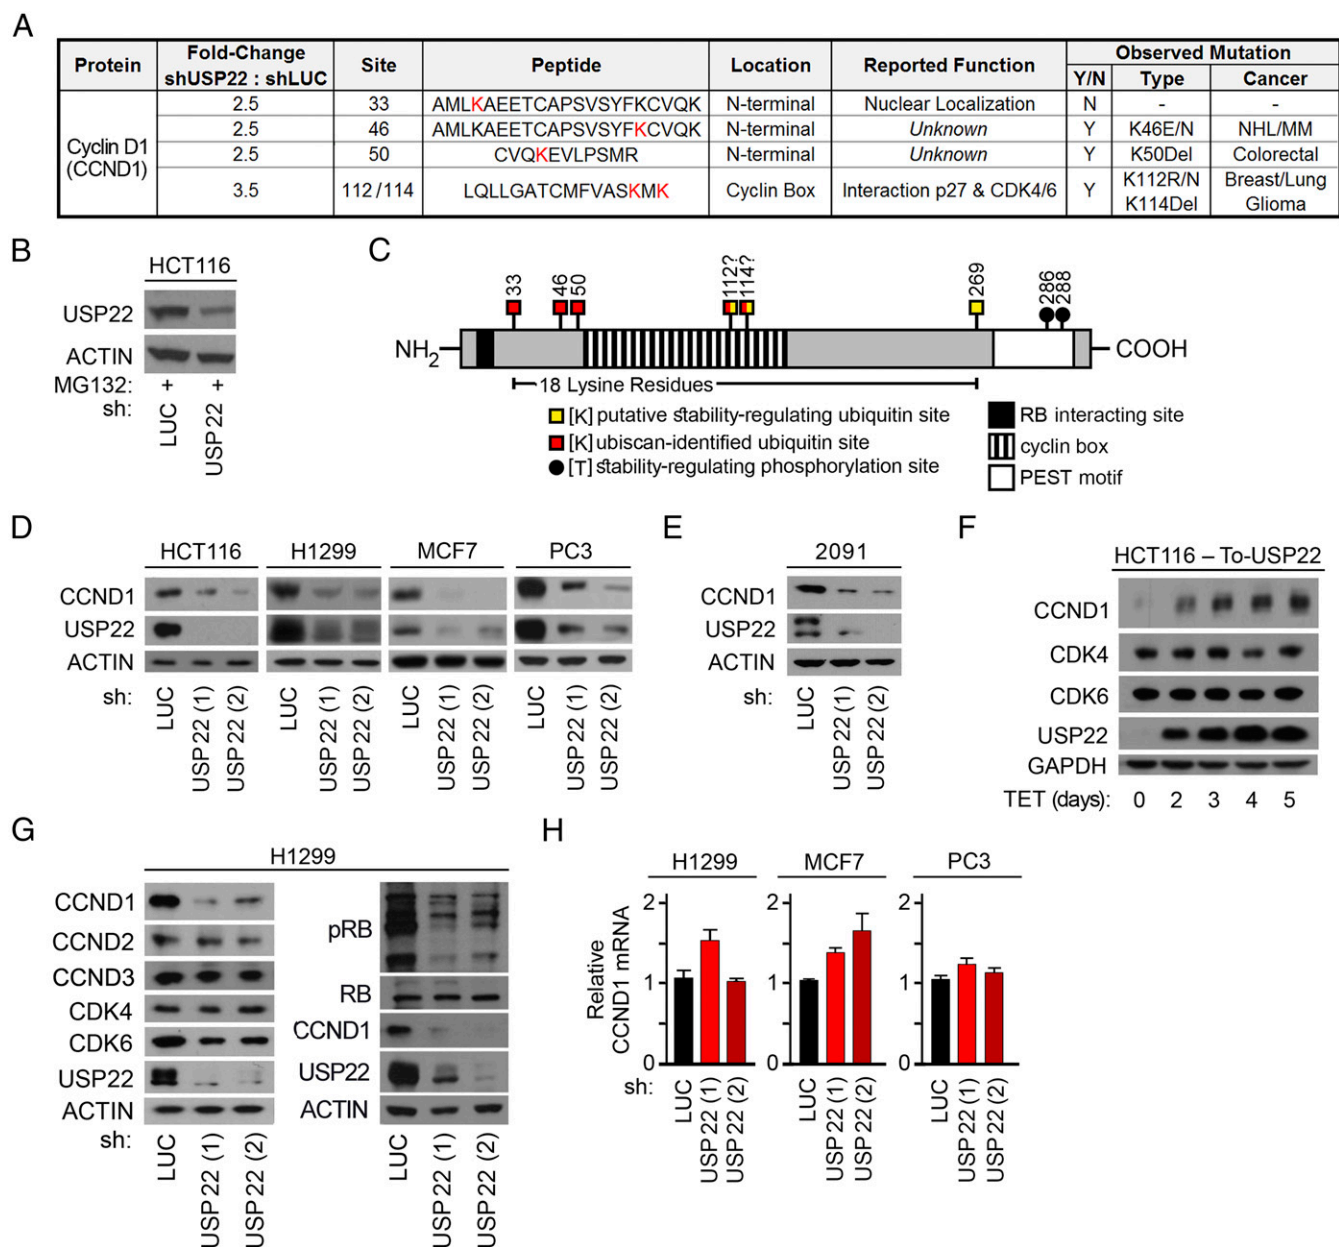 A
Protein Fold-Change shUSP22 : shLUC Site Peptide Location Reported Function Observed Mutation
Y/N Type Cancer
Cyclin D1 (CCND1)
2.5 33 AMLKAEETCAPSVSYFKCVQK N-terminal Nuclear Localization N - -
2.5 46 AMLKAEETCAPSVSYFKCVQK N-terminal Unknown Y K46E/N NHL/MM
2.5 50 CVQKEVLPSMR N-terminal Unknown Y K50Del Colorectal
3.5 112/114 LQLLGATCMFVASKMK Cyclin Box Interaction p27 & CDK4/6 Y K112R/N Breast/Lung
K114Del Glioma
B
HCT116
USP22
ACTIN
MG132: + +
sh: LUC USP22
C
33 46 50 112? 114? 269 286 288
NH2 COOH
18 Lysine Residues
[K] putative stability-regulating ubiquitin site
[K] ubiscan-identified ubiquitin site
[T] stability-regulating phosphorylation site
RB interacting site
cyclin box
PEST motif
D
HCT116 H1299 MCF7 PC3
CCND1
USP22
ACTIN
sh: LUC USP22 (1) USP22 (2) LUC USP22 (1) USP22 (2) LUC USP22 (1) USP22 (2) LUC USP22 (1) USP22 (2)
E
2091
CCND1
USP22
ACTIN
sh: LUC USP22 (1) USP22 (2)
F
HCT116 – To-USP22
CCND1
CDK4
CDK6
USP22
GAPDH
TET (days): 0 2 3 4 5
G
H1299
CCND1
CCND2
CCND3
CDK4
CDK6
USP22
ACTIN
sh: LUC USP22 (1) USP22 (2)
pRB
RB
CCND1
USP22
ACTIN
LUC USP22 (1) USP22 (2)
H
H1299 MCF7 PC3
Relative CCND1 mRNA
2 2 2
1 1 1
0 0 0
sh: LUC USP22 (1) USP22 (2) LUC USP22 (1) USP22 (2) LUC USP22 (1) USP22 (2)